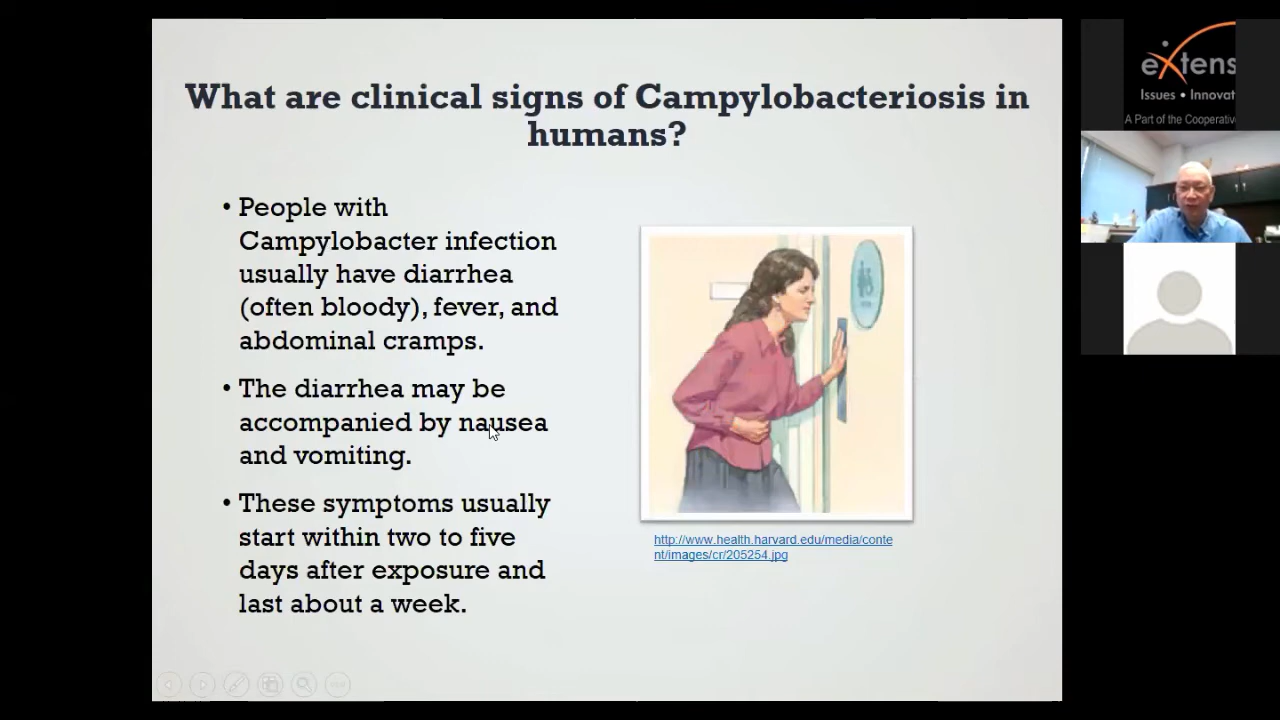 What are clinical signs of Campylobacteriosis in
humans?
• People with
Campylobacter infection
usually have diarrhea
(often bloody), fever, and
abdominal cramps.
• The diarrhea may be
accompanied by nausea
and vomiting.
• These symptoms usually
start within two to five
days after exposure and
last about a week.
http://www.health.harvard.edu/media/conte
nt/images/cr/205254.jpg
eXtens
Issues • Innovat
A Part of the Cooperative